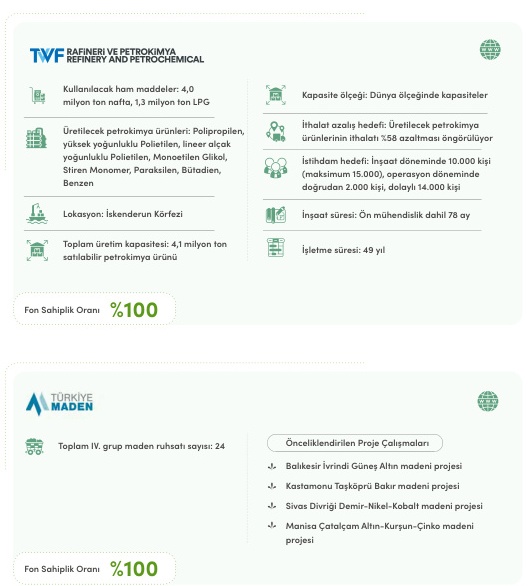 TWF RAFİNERİ VE PETROKİMYA
REFINERY AND PETROCHEMICAL
WWW
Kullanılacak ham maddeler: 4,0
milyon ton nafta, 1,3 milyon ton LPG
Üretilecek petrokimya ürünleri: Polipropilen,
yüksek yoğunluklu Polietilen, lineer alçak
yoğunluklu Polietilen, Monoetilen Glikol,
Stiren Monomer, Paraksilen, Bütadien,
Benzen
Lokasyon: İskenderun Körfezi
Toplam üretim kapasitesi: 4,1 milyon ton
satılabilir petrokimya ürünü
Kapasite ölçeği: Dünya ölçeğinde kapasiteler
İthalat azalış hedefi: Üretilecek petrokimya
ürünlerinin ithalatı %58 azaltması öngörülüyor
İstihdam hedefi: İnşaat döneminde 10.000 kişi
(maksimum 15.000), operasyon döneminde
doğrudan 2.000 kişi, dolaylı 14.000 kişi
İnşaat süresi: Ön mühendislik dahil 78 ay
İşletme süresi: 49 yıl
Fon Sahiplik Oranı %100
TÜRKİYE
MADEN
WWW
Toplam IV. grup maden ruhsatı sayısı: 24
Önceliklendirilen Proje Çalışmaları
Balıkesir İvrindi Güneş Altın madeni projesi
Kastamonu Taşköprü Bakır madeni projesi
Sivas Divriği Demir-Nikel-Kobalt madeni projesi
Manisa Çatalçam Altın-Kurşun-Çinko madeni
projesi
Fon Sahiplik Oranı %100